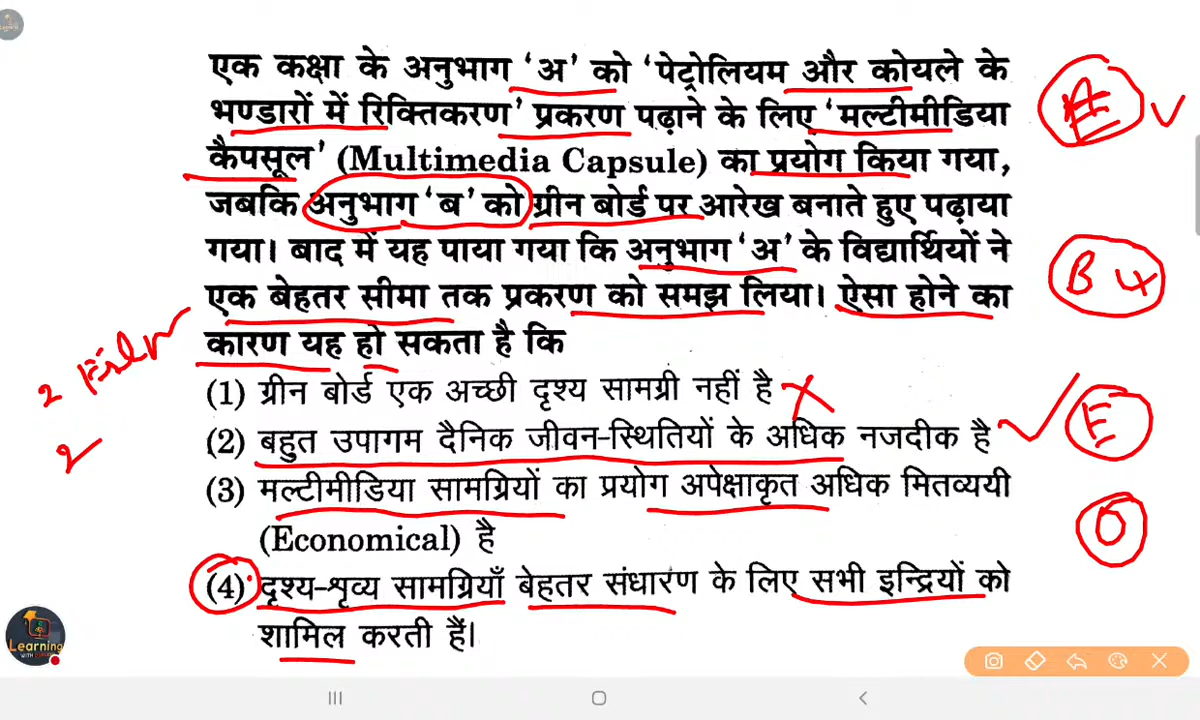 एक कक्षा के अनुभाग ‘अ’ को ‘पेट्रोलियम और कोयले के
भण्डारों में रिक्तिकरण’ प्रकरण पढ़ाने के लिए ‘मल्टीमीडिया
कैपसूल’ (Multimedia Capsule) का प्रयोग किया गया,
जबकि अनुभाग ‘ब’ को ग्रीन बोर्ड पर आरेख बनाते हुए पढ़ाया
गया। बाद में यह पाया गया कि अनुभाग ‘अ’ के विद्यार्थियों ने
एक बेहतर सीमा तक प्रकरण को समझ लिया। ऐसा होने का
कारण यह हो सकता है कि
(1) ग्रीन बोर्ड एक अच्छी दृश्य सामग्री नहीं है
(2) बहुत उपागम दैनिक जीवन-स्थितियों के अधिक नजदीक है
(3) मल्टीमीडिया सामग्रियों का प्रयोग अपेक्षाकृत अधिक मितव्ययी
(Economical) है
(4) दृश्य-शृव्य सामग्रियाँ बेहतर संधारण के लिए सभी इन्द्रियों को
शामिल करती हैं।
B
E
O
2
2
Learning